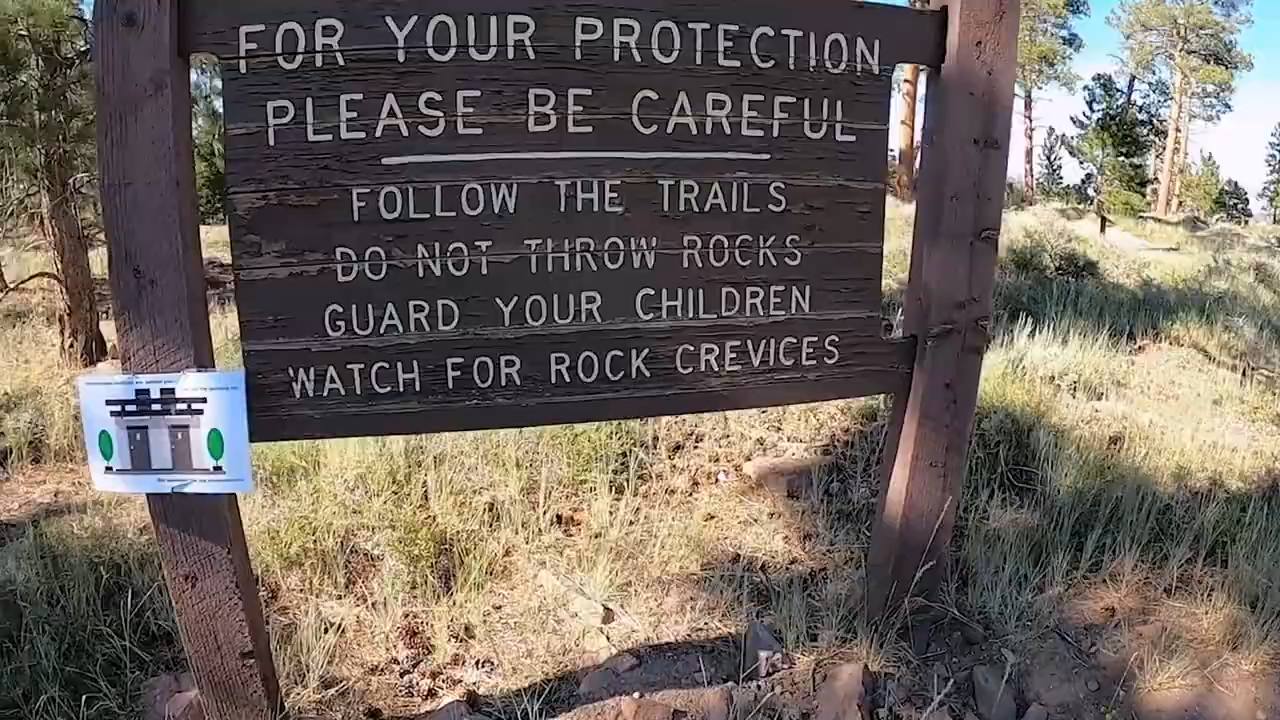 FOR YOUR PROTECTION
PLEASE BE CAREFUL
FOLLOW THE TRAILS
DO NOT THROW ROCKS
GUARD YOUR CHILDREN
WATCH FOR ROCK CREVICES